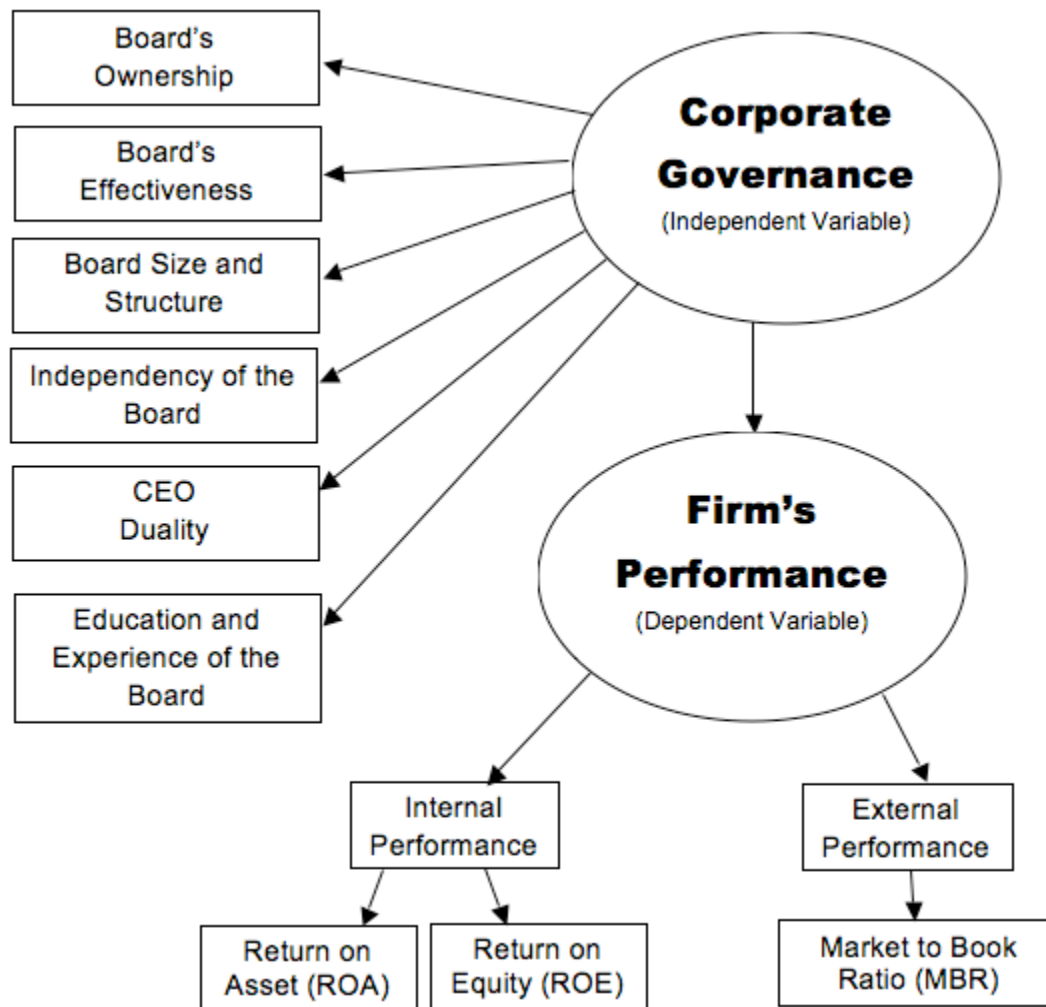 Board’s
Ownership
Board’s
Effectiveness
Board Size and
Structure
Independency of the
Board
CEO
Duality
Education and
Experience of the
Board
Corporate
Governance
(Independent Variable)
Firm’s
Performance
(Dependent Variable)
Internal
Performance
External
Performance
Return on
Asset (ROA)
Return on
Equity (ROE)
Market to Book
Ratio (MBR)